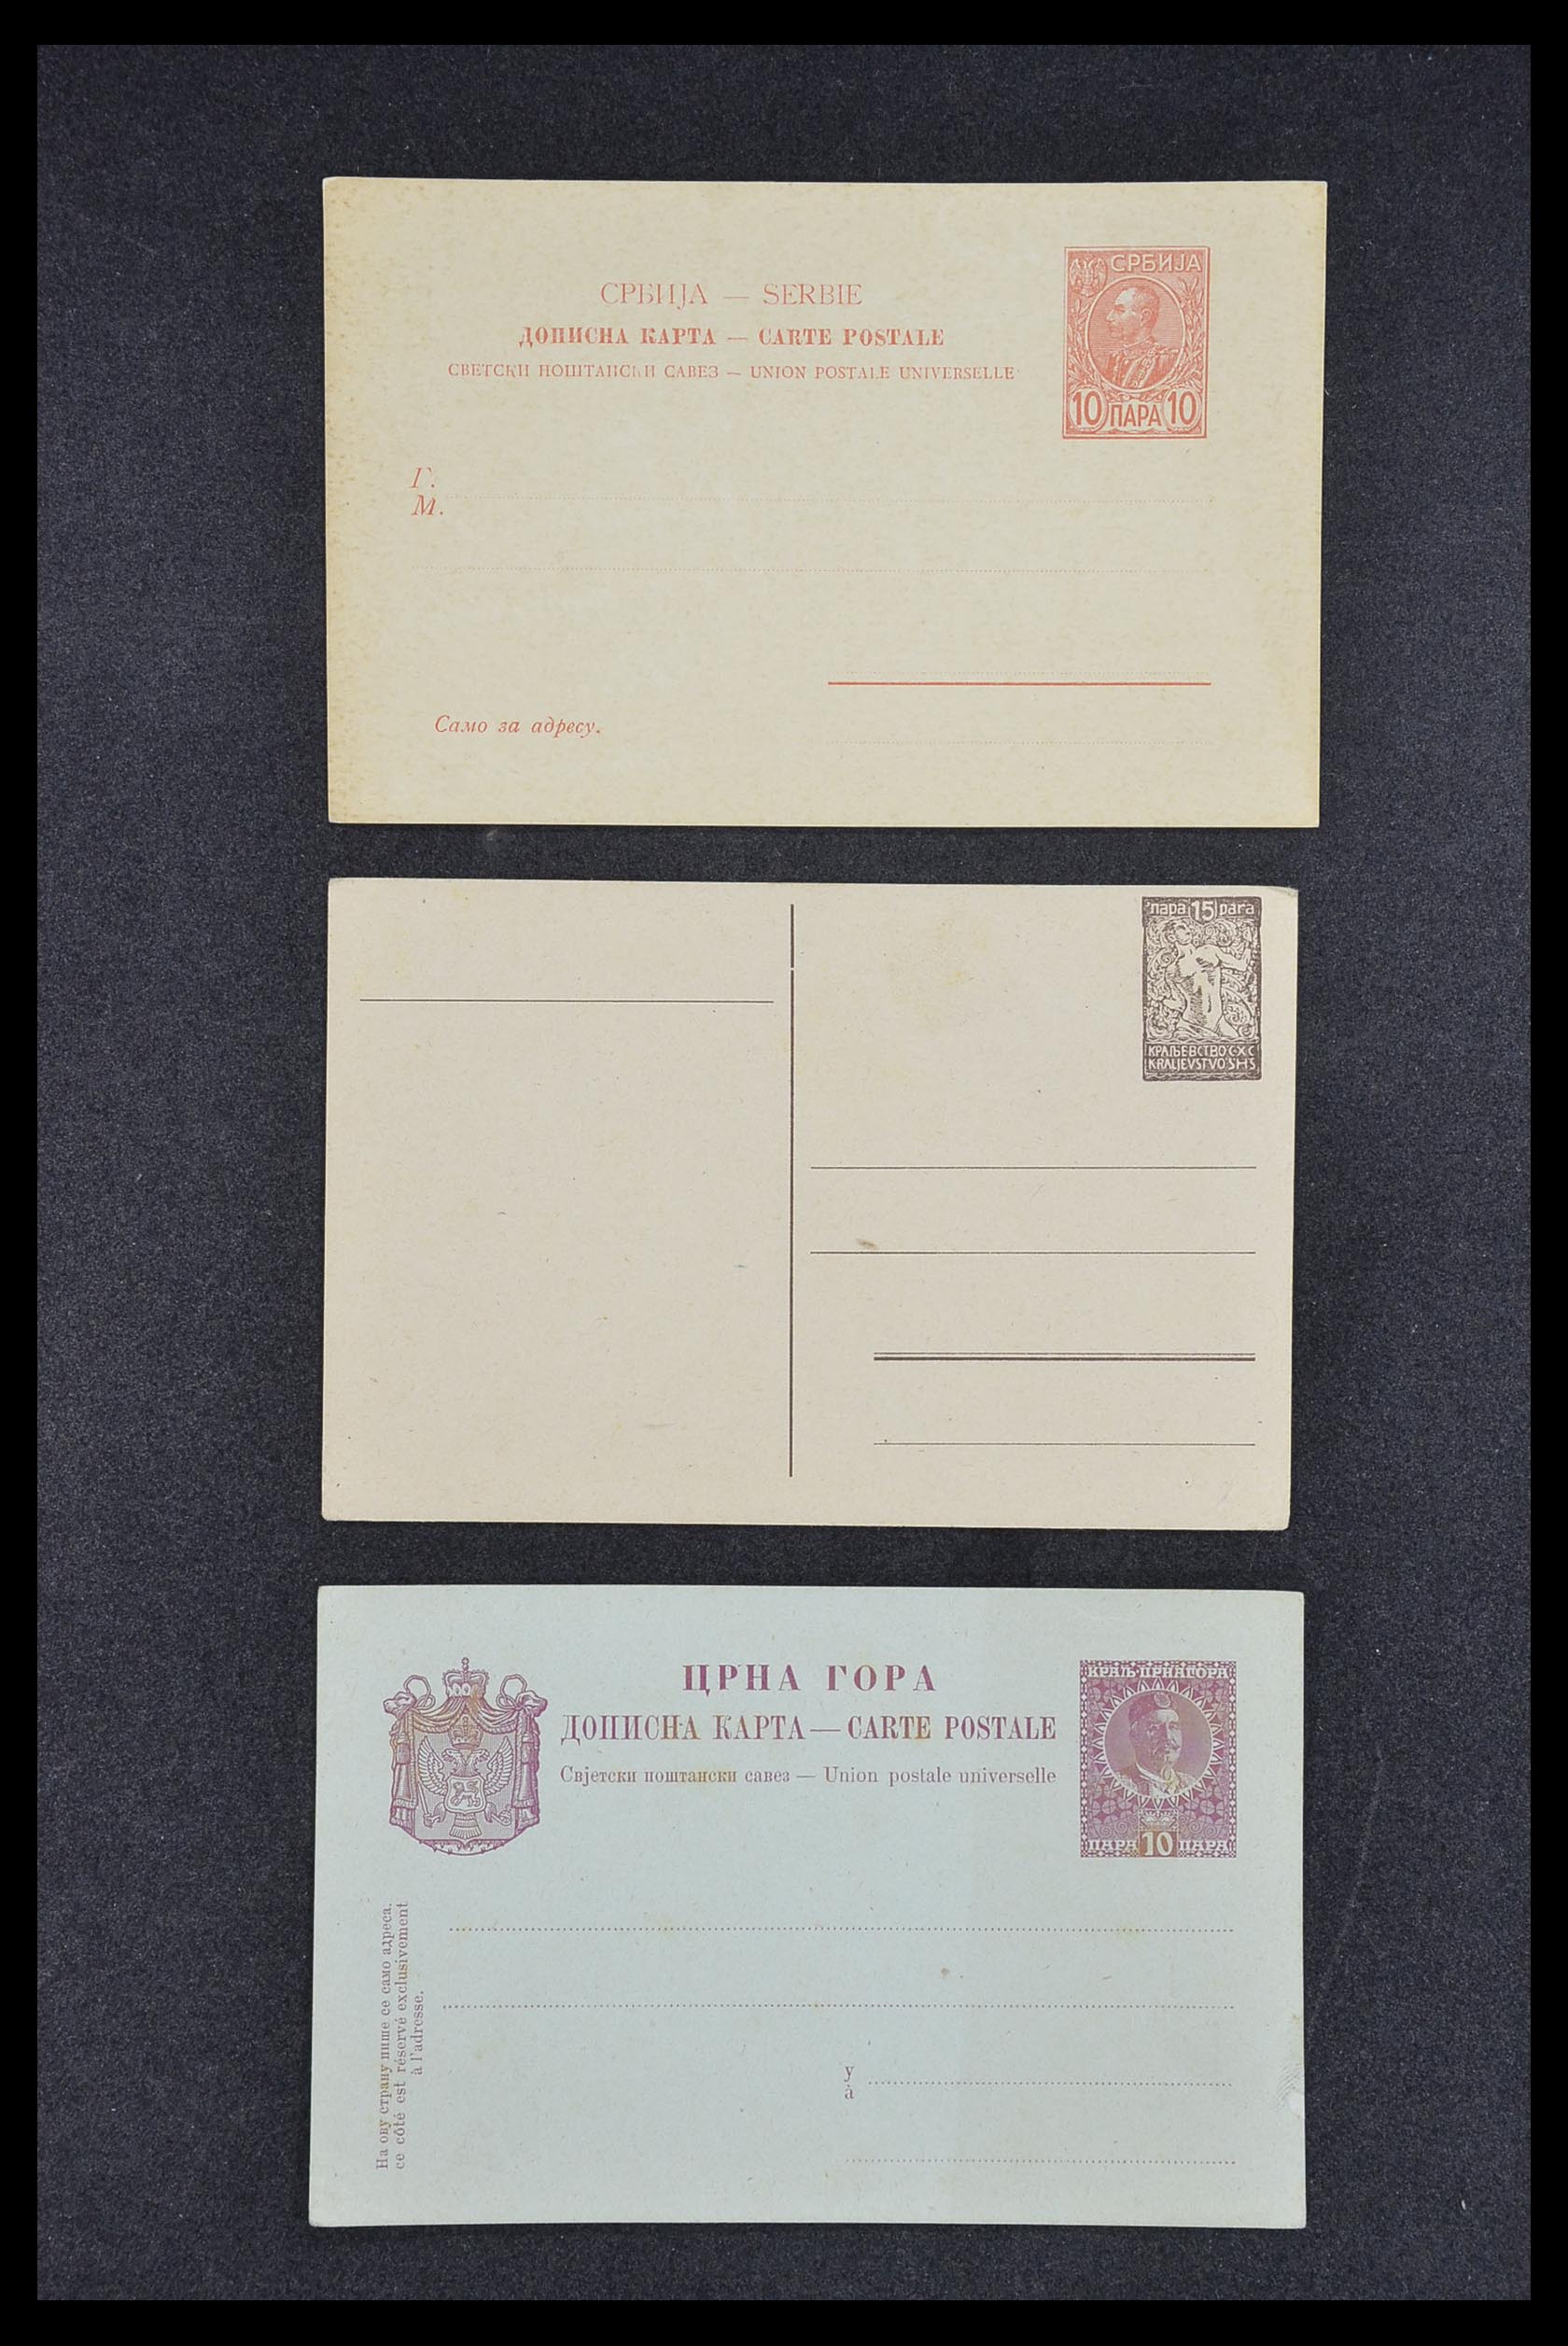 СРБИЈА — SERBIE
ДОПИСНА КАРТА — CARTE POSTALE
СВЕТСКИ ПОШТАНСКИ САВЕЗ — UNION POSTALE UNIVERSELLE
СРБИЈА
10 ПАРА 10
Г.
М.
Само за адресу.
пара 15 para
КРАЉЕВСТВО С·Х·С
KRALJEVSTVO SHS
ЦРНА ГОРА
ДОПИСНА КАРТА — CARTE POSTALE
Свјетски поштански савез — Union postale universelle
КРАЉ·ЦРНАГОРА
ПАРА 10 ПАРА
На ову страну пише се само адреса.
ce côté est réservé exclusivement
à l'adresse.
у
à